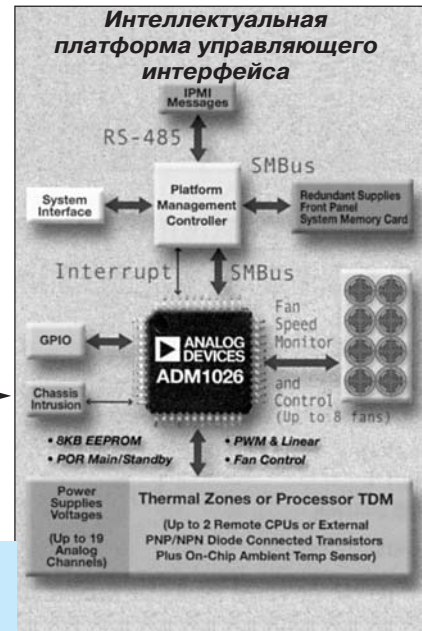 Интеллектуальная
платформа управляющего
интерфейса
IPMI
Messages
RS-485
SMBus
System
Interface
Platform
Management
Controller
Redundant Supplies
Front Panel
System Memory Card
Interrupt
SMBus
GPIO
ANALOG
DEVICES
ADM1026
Fan
Speed
Monitor
and
Control
(Up to 8 fans)
Chassis
Intrusion
• 8KB EEPROM
• POR Main/Standby
• PWM & Linear
• Fan Control
Power
Supplies
Voltages
(Up to 19
Analog
Channels)
Thermal Zones or Processor TDM
(Up to 2 Remote CPUs or External
PNP/NPN Diode Connected Transistors
Plus On-Chip Ambient Temp Sensor)